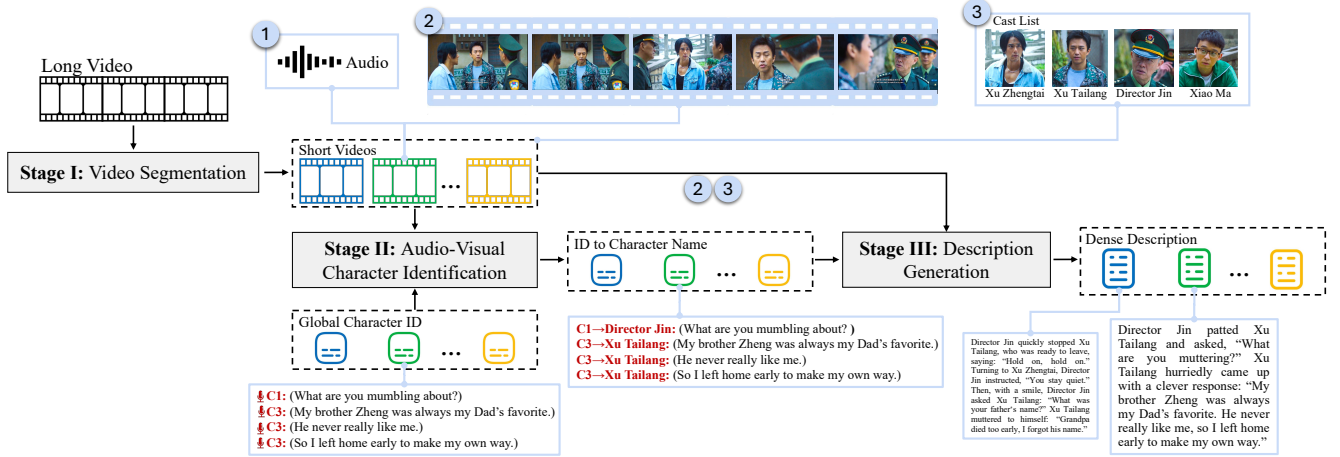 1
Audio
2
3
Cast List
Xu Zhengtai
Xu Tailang
Director Jin
Xiao Ma
Long Video
Stage I: Video Segmentation
Short Videos
...
2 3
Stage II: Audio-Visual
Character Identification
ID to Character Name
...
Stage III: Description
Generation
Dense Description
...
Global Character ID
...
C1: (What are you mumbling about?)
C3: (My brother Zheng was always my Dad's favorite.)
C3: (He never really like me.)
C3: (So I left home early to make my own way.)
C1→Director Jin: (What are you mumbling about? )
C3→Xu Tailang: (My brother Zheng was always my Dad's favorite.)
C3→Xu Tailang: (He never really like me.)
C3→Xu Tailang: (So I left home early to make my own way.)
Director Jin quickly stopped Xu
Tailang, who was ready to leave,
saying: “Hold on, hold on.”
Turning to Xu Zhengtai, Director
Jin instructed, “You stay quiet.”
Then, with a smile, Director Jin
asked Xu Tailang: “What was
your father's name?” Xu Tailang
muttered to himself: “Grandpa
died too early, I forgot his name.”
Director Jin patted Xu
Tailang and asked, “What
are you muttering?” Xu
Tailang hurriedly came up
with a clever response: “My
brother Zheng was always
my Dad's favorite. He never
really like me, so I left home
early to make my own way.”